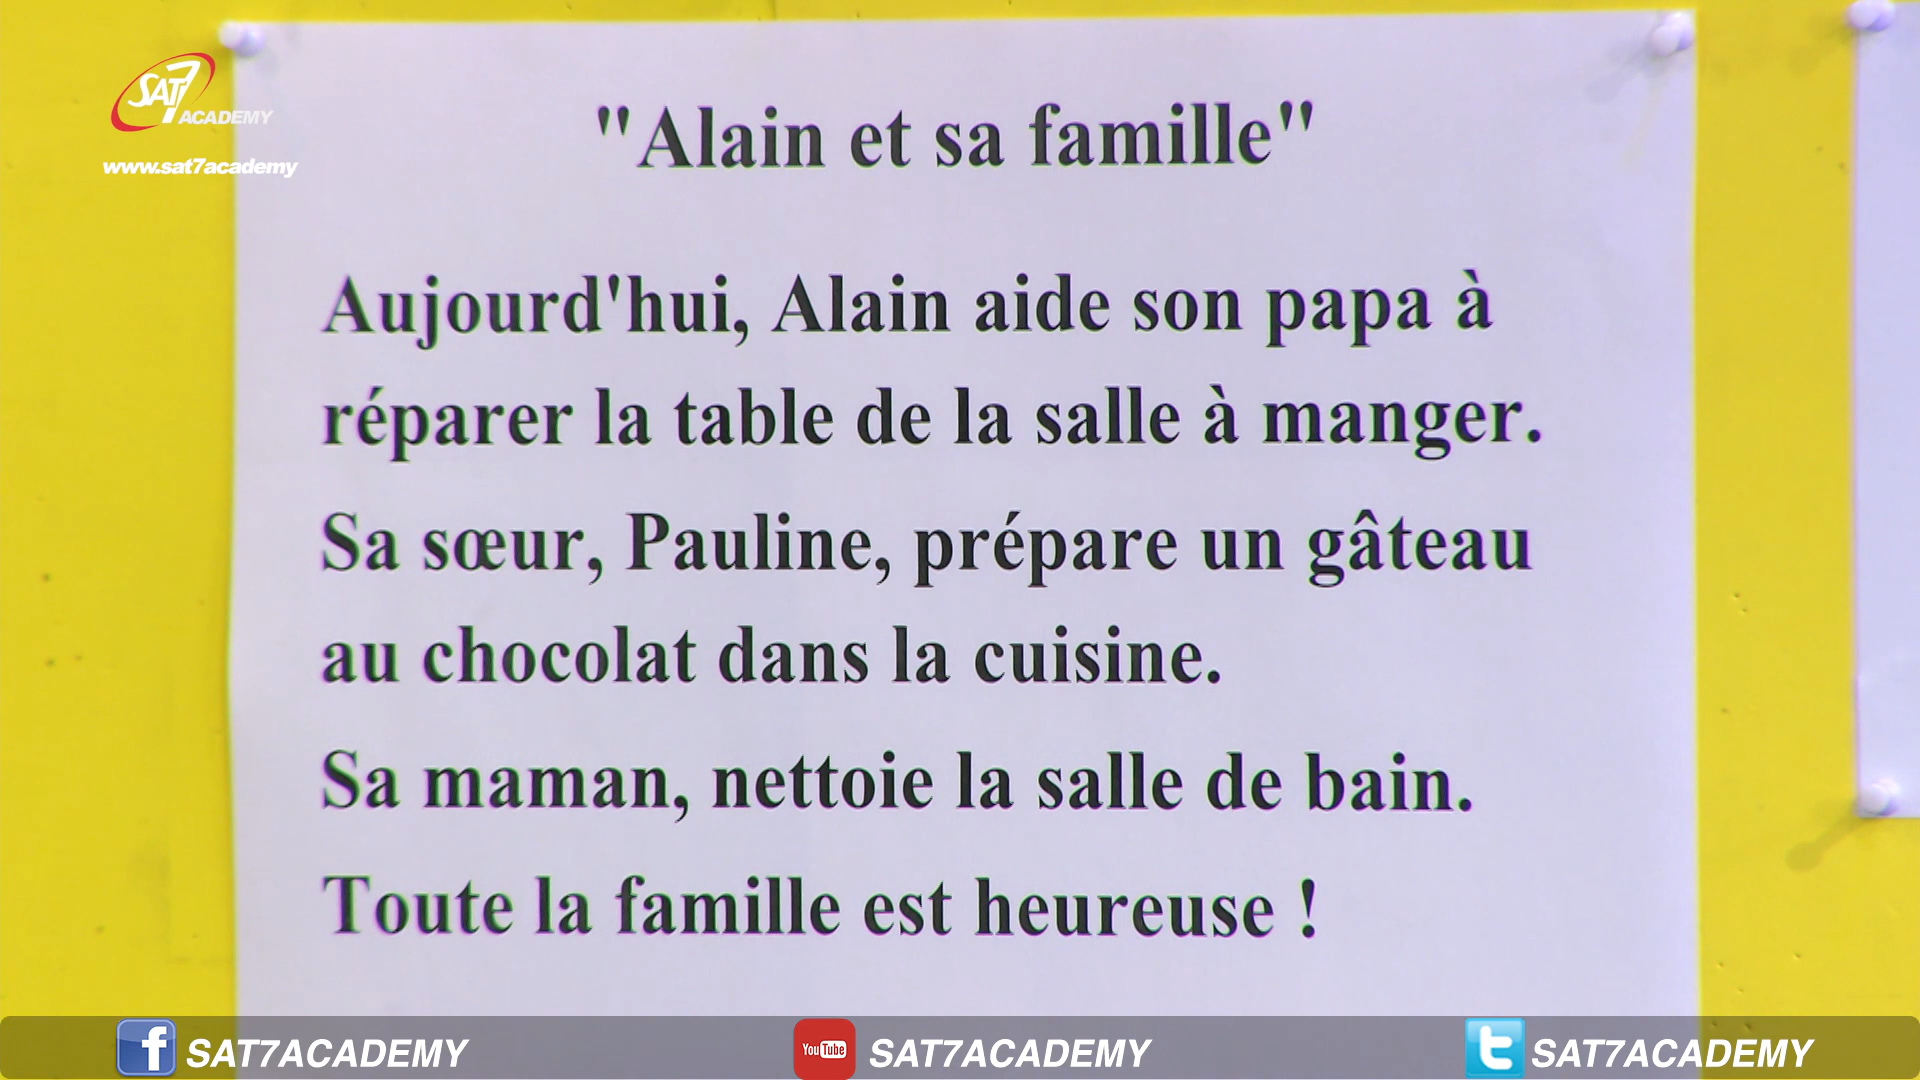 SAT7 ACADEMY
www.sat7academy
"Alain et sa famille"
Aujourd'hui, Alain aide son papa à
réparer la table de la salle à manger.
Sa sœur, Pauline, prépare un gâteau
au chocolat dans la cuisine.
Sa maman, nettoie la salle de bain.
Toute la famille est heureuse !
f SAT7ACADEMY
YouTube SAT7ACADEMY
t SAT7ACADEMY